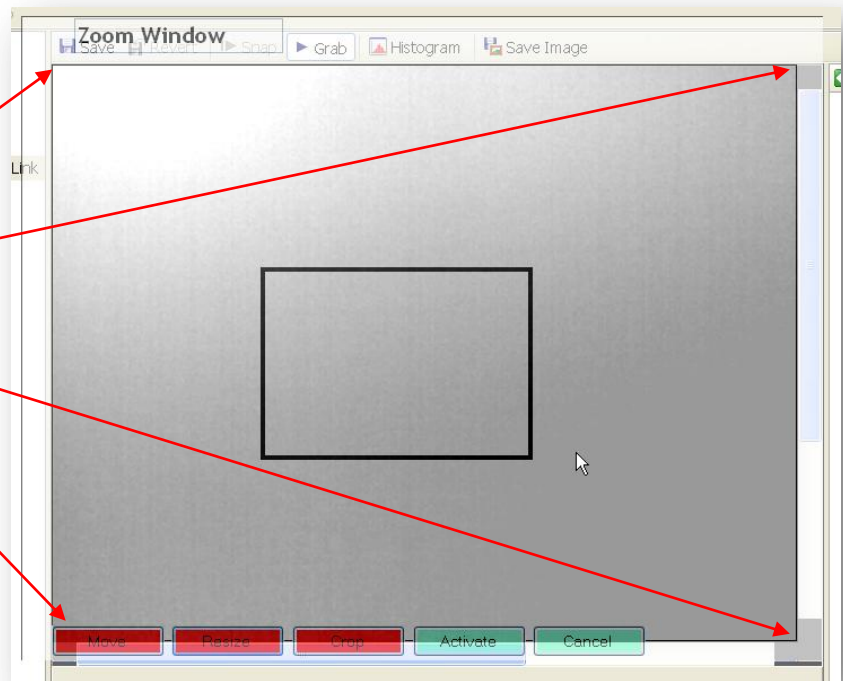 Zoom Window
Save Revert Snap Grab Histogram Save Image
Link
Move Resize Crop Activate Cancel